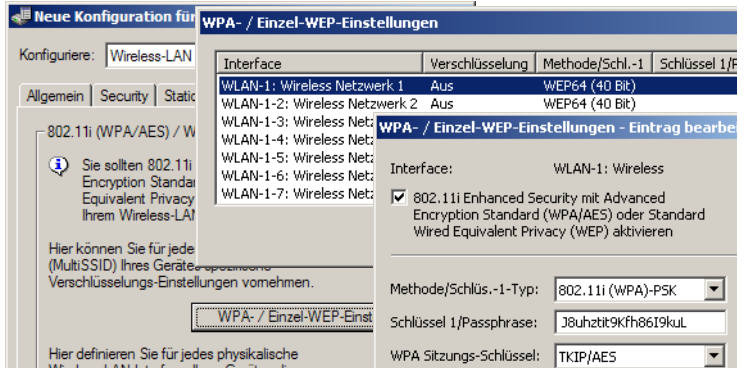 Neue Konfiguration für
Konfiguriere: Wireless-LAN
Allgemein Security
802.11i (WPA/AES) /
Sie sollten 802.11i
Encryption
Equivalent Privacy
Ihrem
Hier können Sie für jede
(MultiSSID) Ihres Gerätes spezifische
Verschlüsselungs-Einstellungen vornehmen.
WPA- / Einzel-WEP-Einst
Hier definieren Sie für jedes physikalische
WPA- / Einzel-WEP-Einstellungen
Interface Verschlüsselung Methode/Schl.-1 Schlüssel 1/P
WLAN-1: Wireless Netzwerk 1 Aus WEP64 (40 Bit)
WLAN-1-2: Wireless Netzwerk 2 Aus WEP64 (40 Bit)
WLAN-1-3: Wireless Netz
WLAN-1-4: Wireless Netz
WLAN-1-5: Wireless Netz
WLAN-1-6: Wireless Netz
WLAN-1-7: Wireless Netz
WPA- / Einzel-WEP-Einstellungen - Eintrag bearbe
Interface: WLAN-1: Wireless
802.11i Enhanced Security mit Advanced
Encryption Standard (WPA/AES) oder Standard
Wired Equivalent Privacy (WEP) aktivieren
Methode/Schlüs.-1-Typ: 802.11i (WPA)-PSK
Schlüssel 1/Passphrase: J8uhztit9Kfh86I9kuL
WPA Sitzungs-Schlüssel: TKIP/AES